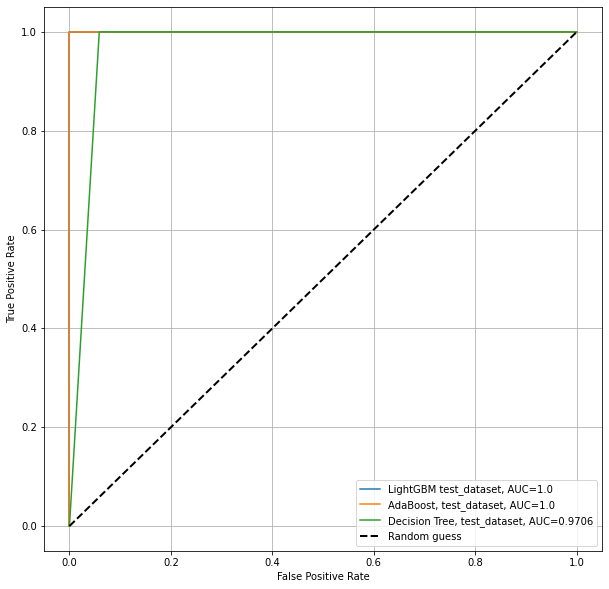 1.0
0.8
0.6
0.4
0.2
0.0
True Positive Rate
LightGBM test_dataset, AUC=1.0
AdaBoost, test_dataset, AUC=1.0
Decision Tree, test_dataset, AUC=0.9706
Random guess
0.0 0.2 0.4 0.6 0.8 1.0
False Positive Rate